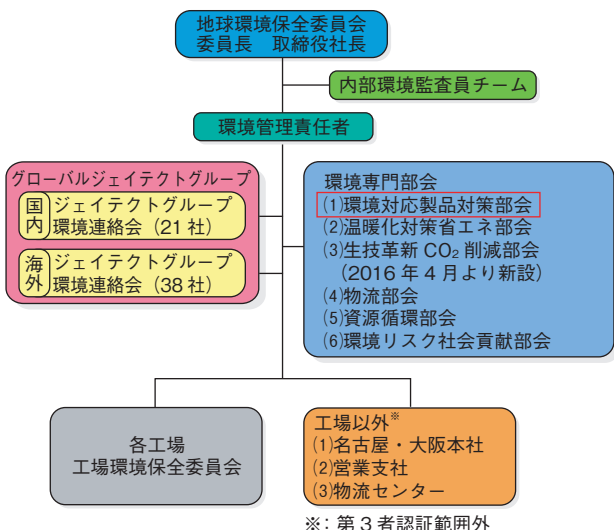 地球環境保全委員会
委員長　取締役社長
内部環境監査員チーム
環境管理責任者
グローバルジェイテクトグループ
国内
ジェイテクトグループ
環境連絡会（21社）
海外
ジェイテクトグループ
環境連絡会（38社）
環境専門部会
(1)環境対応製品対策部会
(2)温暖化対策省エネ部会
(3)生技革新 CO₂ 削減部会
（2016年4月より新設）
(4)物流部会
(5)資源循環部会
(6)環境リスク社会貢献部会
各工場
工場環境保全委員会
工場以外※
(1)名古屋・大阪本社
(2)営業支社
(3)物流センター
※：第3者認証範囲外